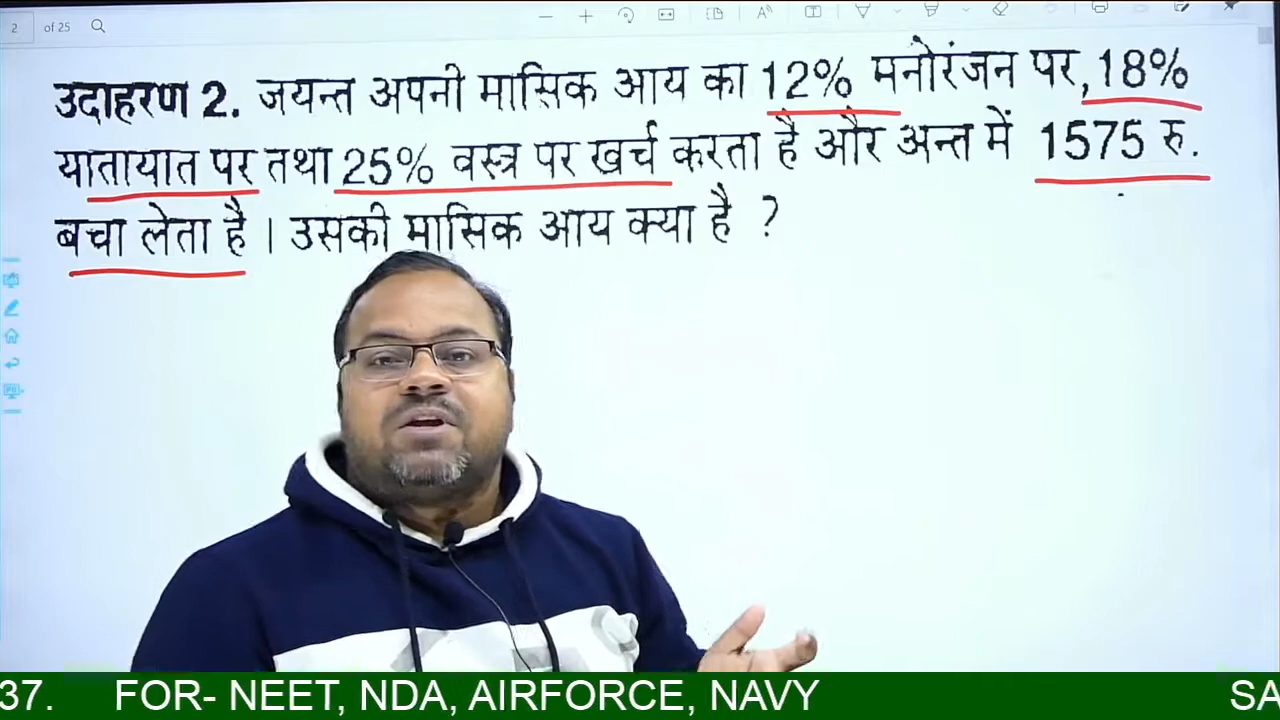 2 of 25
उदाहरण 2. जयन्त अपनी मासिक आय का 12% मनोरंजन पर, 18%
यातायात पर तथा 25% वस्त्र पर खर्च करता है और अन्त में 1575 रु.
बचा लेता है । उसकी मासिक आय क्या है ?
37. FOR- NEET, NDA, AIRFORCE, NAVY SA